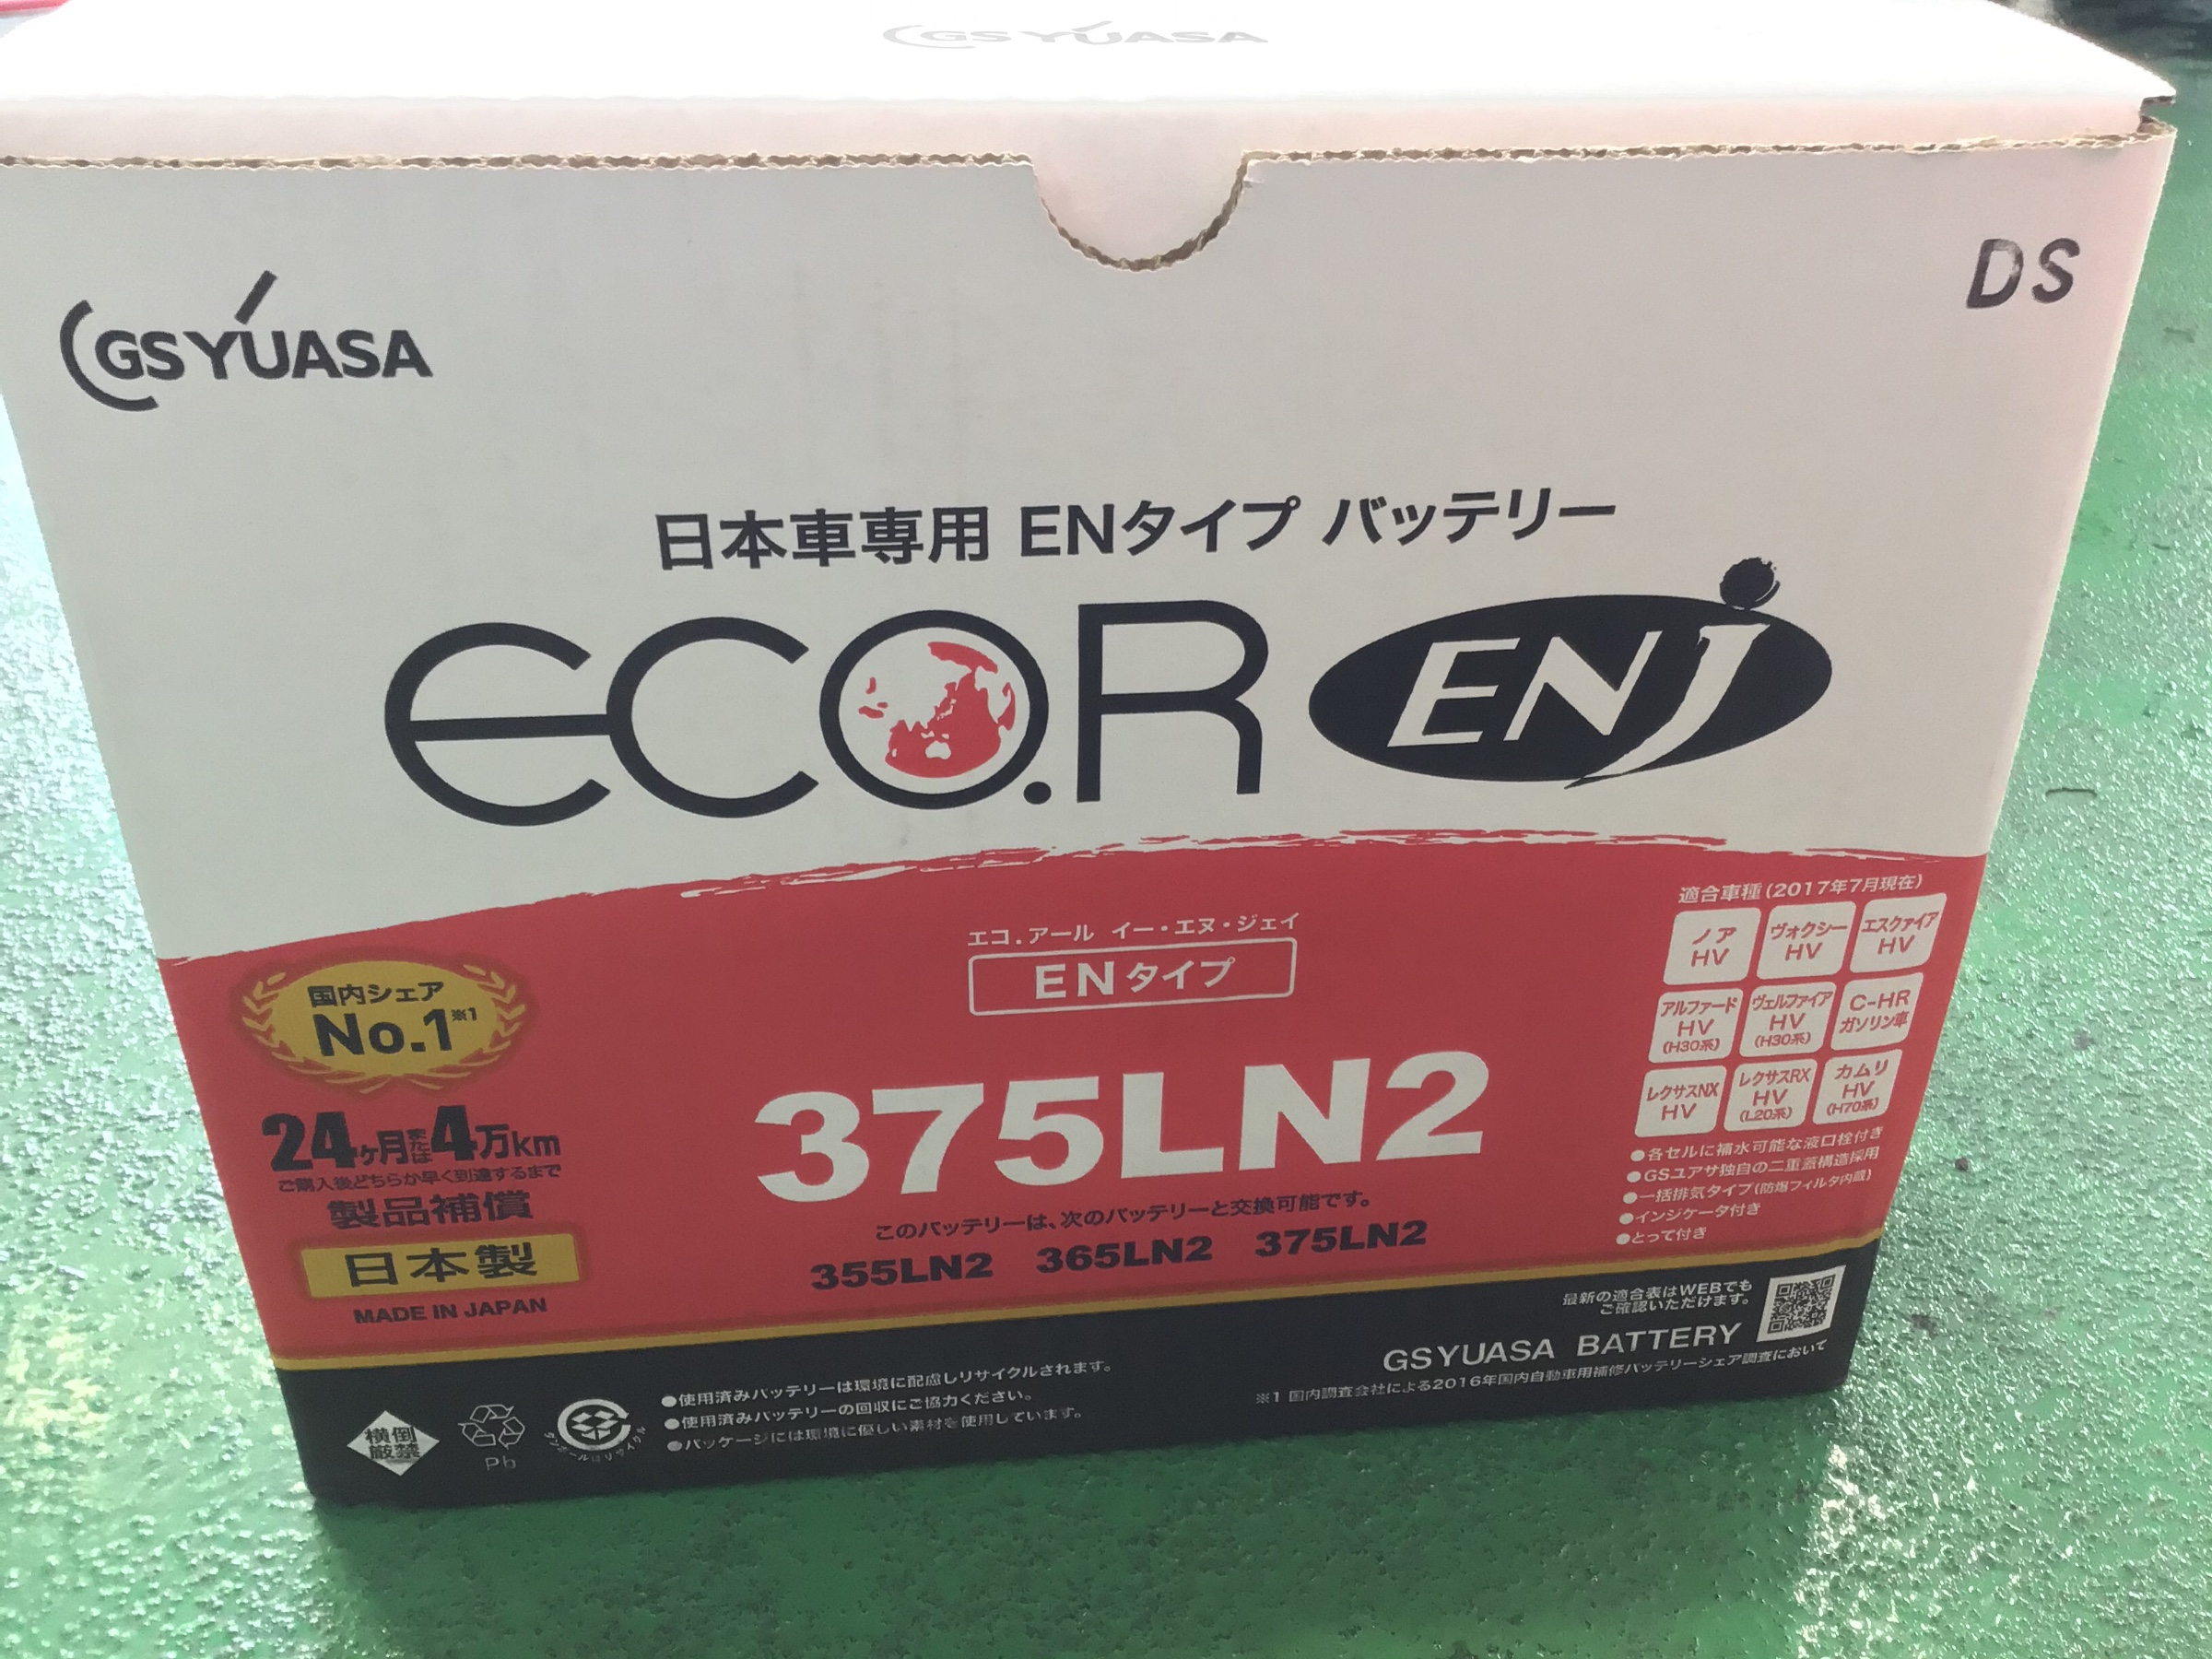 GS YUASA
DS
GS YUASA
日本車専用 ENタイプ バッテリー
eco.R ENJ
適合車種(2017年7月現在)
ノア HV
ヴォクシー HV
エスクァイア HV
アルファード HV (H30系)
ヴェルファイア HV (H30系)
C-HR ガソリン車
レクサスNX HV
レクサスRX HV (L20系)
カムリ HV (H70系)
エコ.アール イー・エヌ・ジェイ
ENタイプ
国内シェア
No.1※1
375LN2
24ヶ月または4万km
ご購入後どちらか早く到達するまで
製品補償
日本製
MADE IN JAPAN
このバッテリーは、次のバッテリーと交換可能です。
355LN2 365LN2 375LN2
●各セルに補水可能な液口栓付き
●GSユアサ独自の二重蓋構造採用
●一括排気タイプ(防爆フィルタ内蔵)
●インジケータ付き
●とって付き
最新の適合表はWEBでも
ご確認いただけます。
GSYUASA BATTERY
※1 国内調査会社による2016年国内自動車用補修バッテリーシェア調査において
横倒
厳禁
Pb
ダンボールはリサイクル
●使用済みバッテリーは環境に配慮しリサイクルされます。
●使用済みバッテリーの回収にご協力ください。
●パッケージには環境に優しい素材を使用しています。